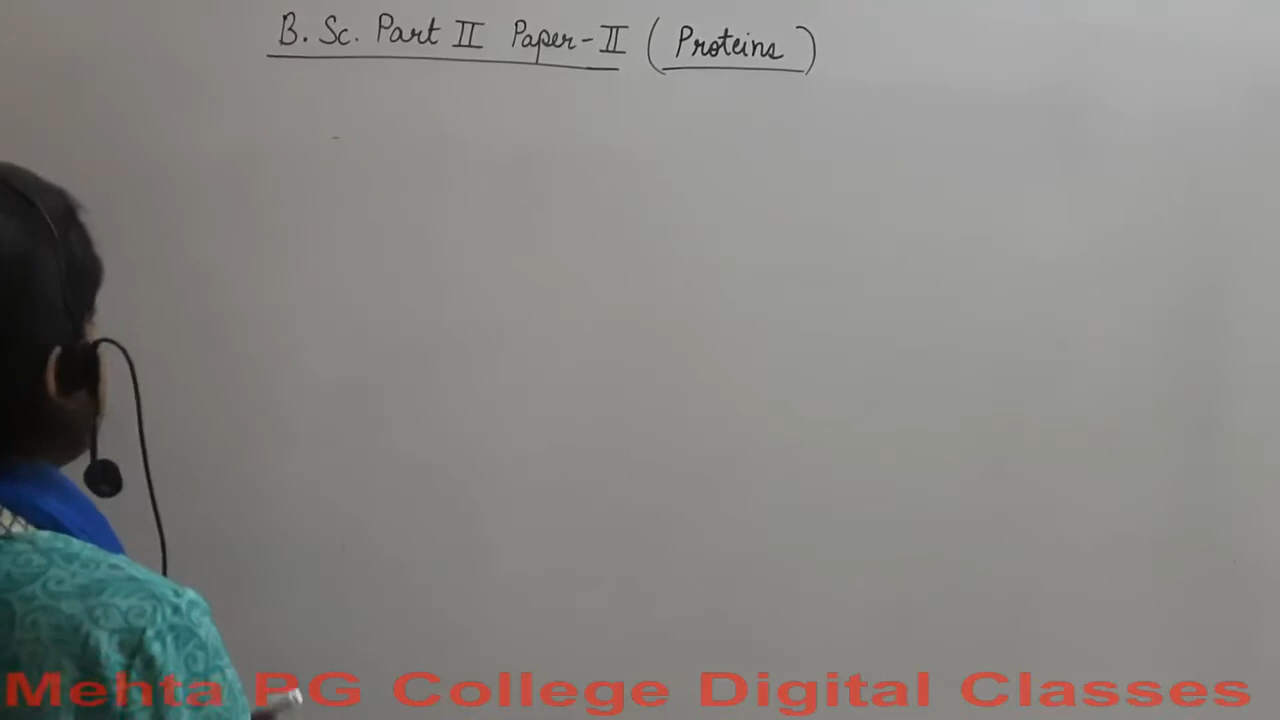 B. Sc. Part II Paper-II (Proteins)
Mehta PG College Digital Classes